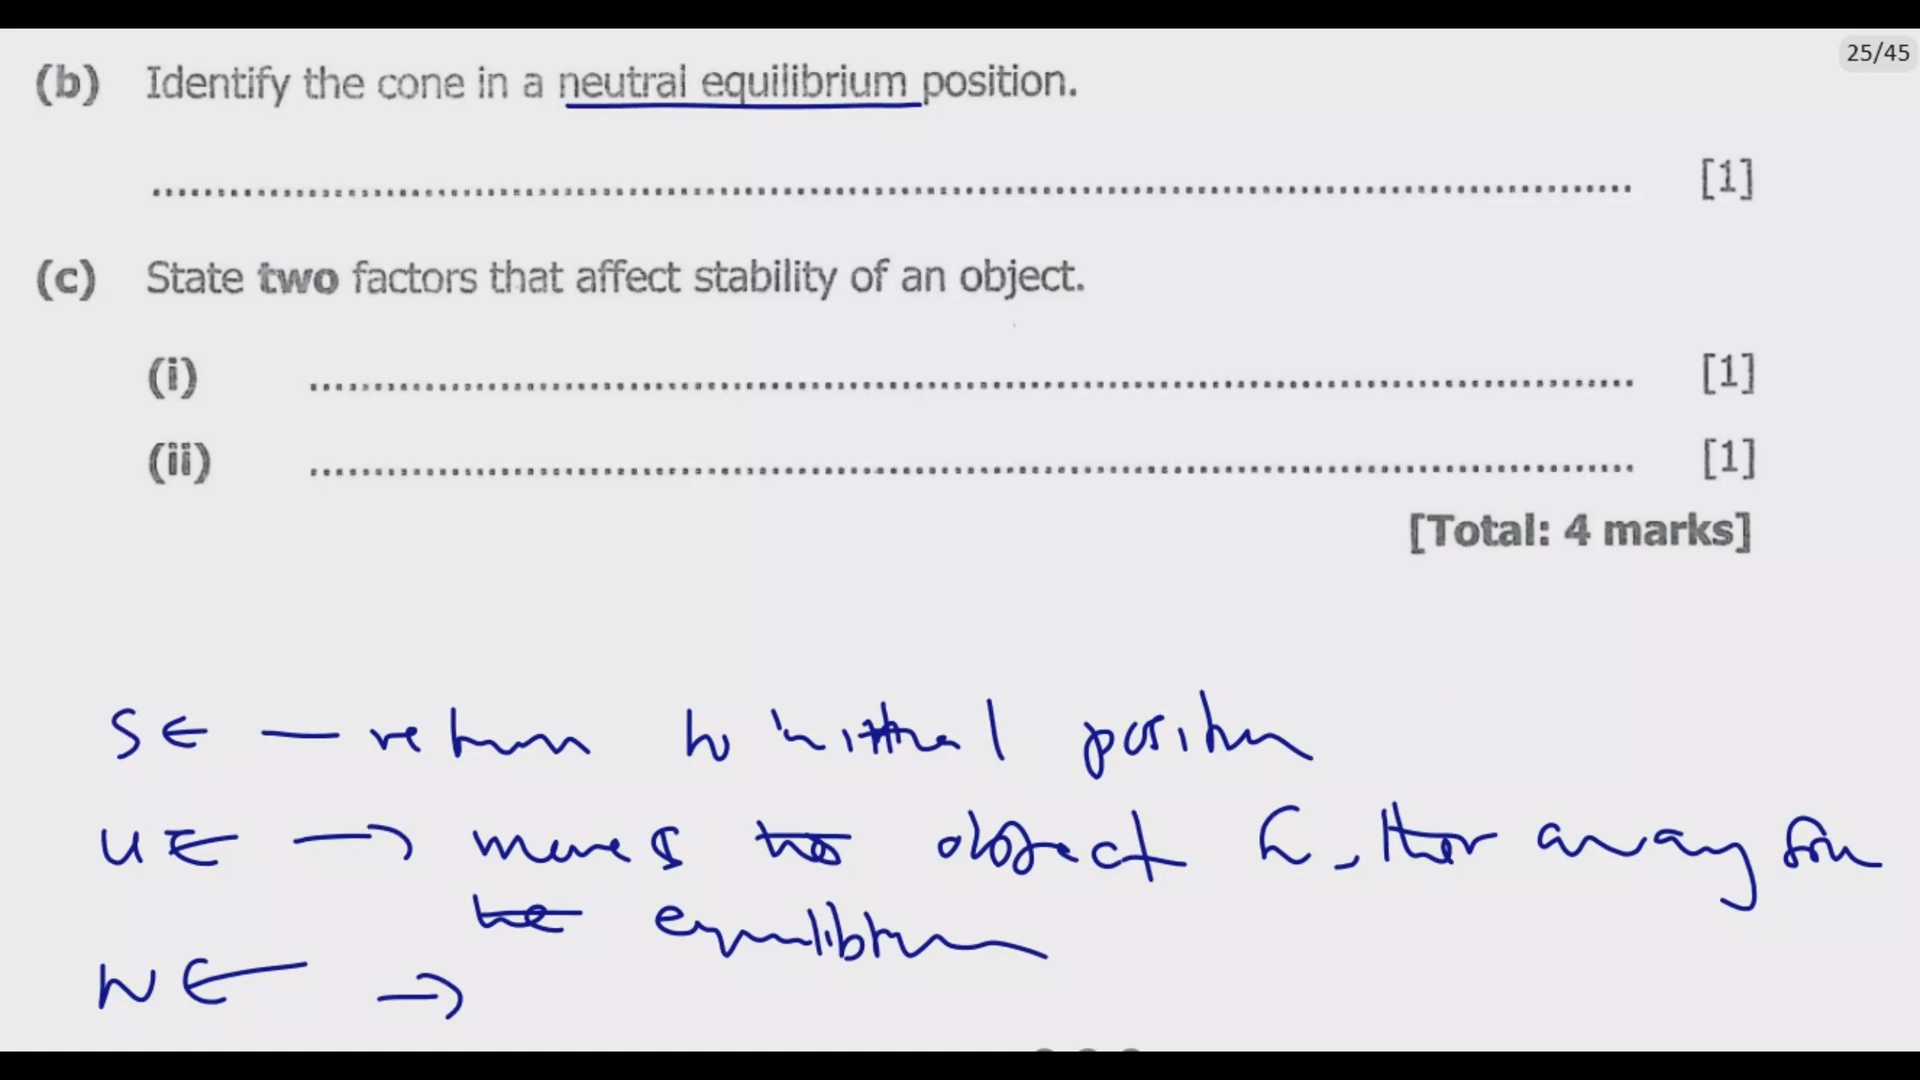 25/45
(b) Identify the cone in a neutral equilibrium position.
[1]
(c) State two factors that affect stability of an object.
(i) [1]
(ii) [1]
[Total: 4 marks]
SE — return to initial position
UE → moves object further away from
equilibrium
NE →